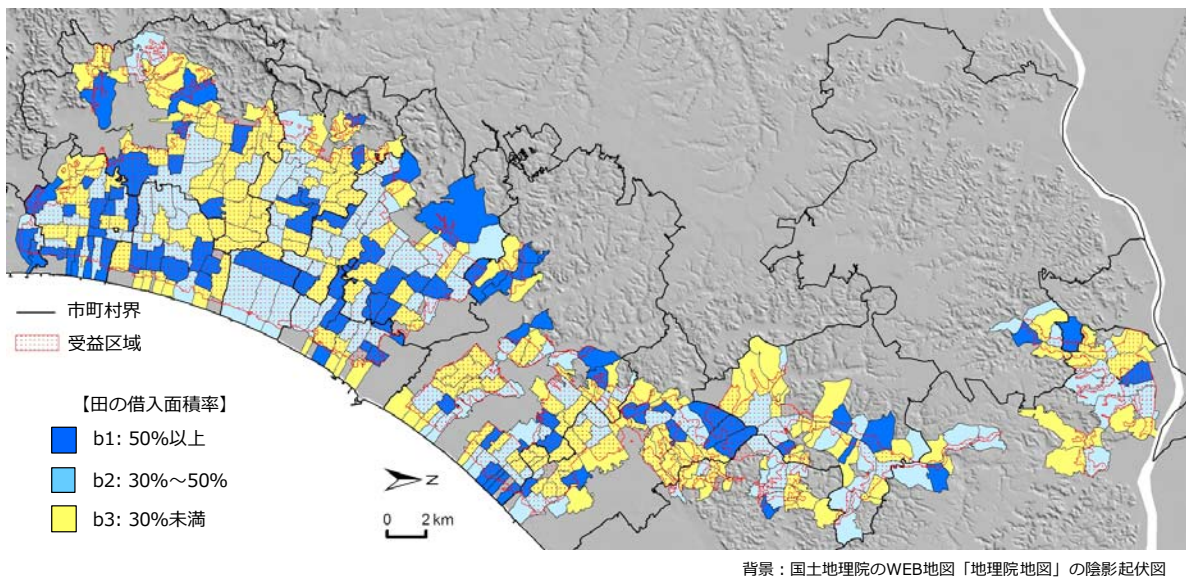 市町村界
受益区域
【田の借入面積率】
b1: 50%以上
b2: 30%～50%
b3: 30%未満
N
0 2 km
背景：国土地理院のWEB地図「地理院地図」の陰影起伏図